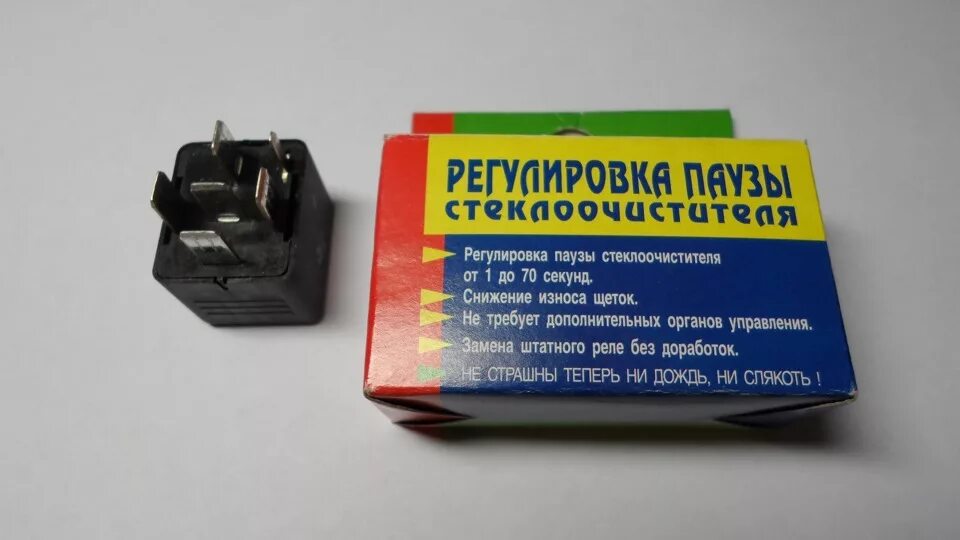 РЕГУЛИРОВКА ПАУЗЫ
СТЕКЛООЧИСТИТЕЛЯ
Регулировка паузы стеклоочистителя
от 1 до 70 секунд.
Снижение износа щеток.
Не требует дополнительных органов управления.
Замена штатного реле без доработок.
НЕ СТРАШНЫ ТЕПЕРЬ НИ ДОЖДЬ, НИ СЛЯКОТЬ !